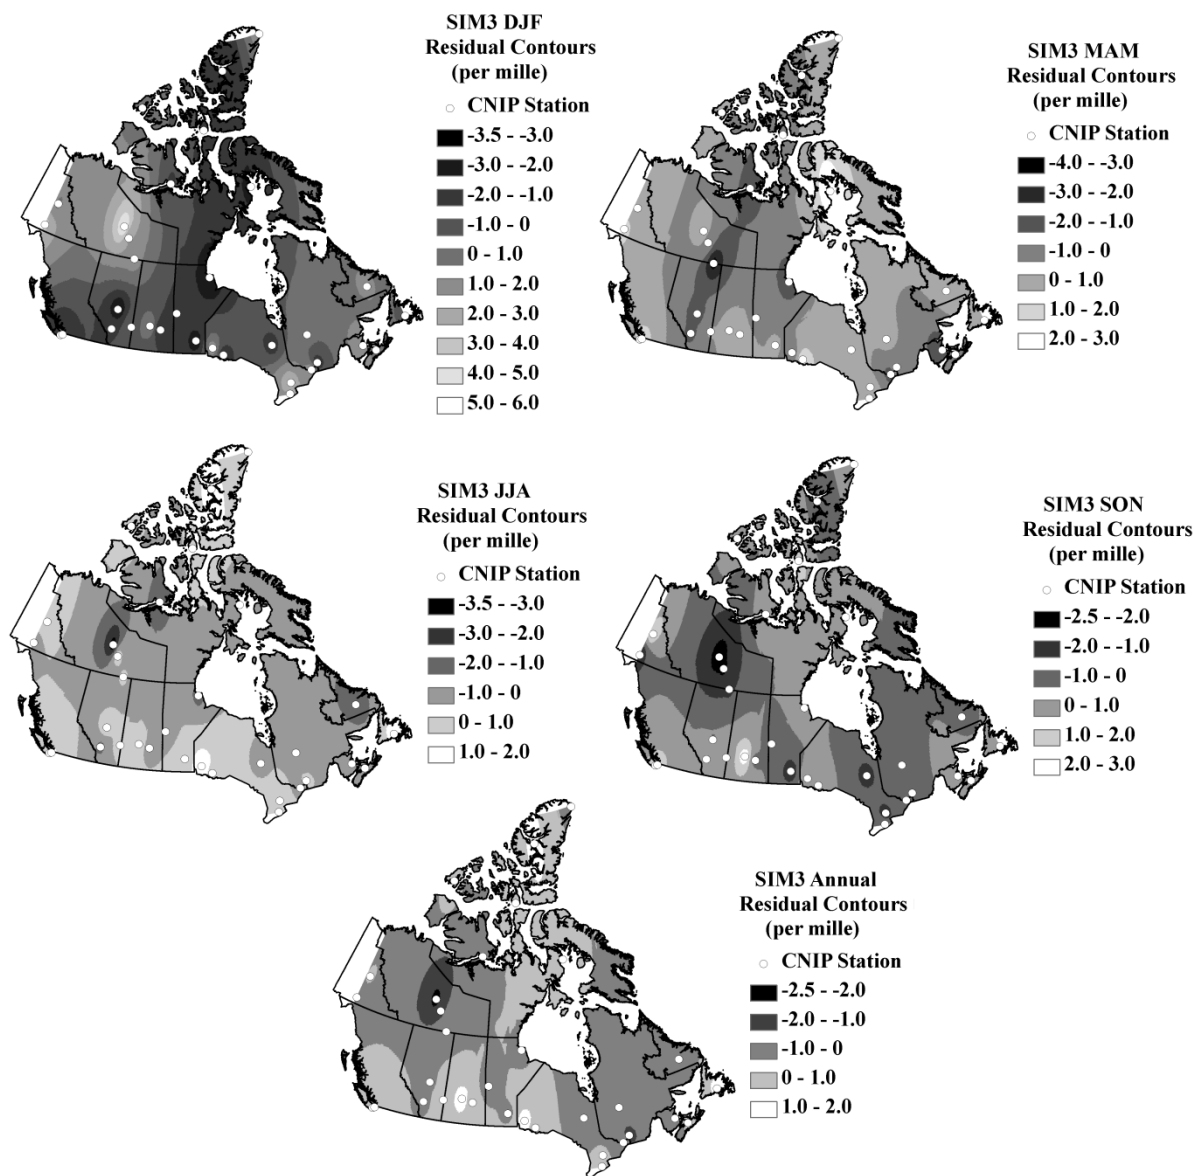 SIM3 DJF
Residual Contours
(per mille)
CNIP Station
-3.5 - -3.0
-3.0 - -2.0
-2.0 - -1.0
-1.0 - 0
0 - 1.0
1.0 - 2.0
2.0 - 3.0
3.0 - 4.0
4.0 - 5.0
5.0 - 6.0
SIM3 MAM
Residual Contours
(per mille)
CNIP Station
-4.0 - -3.0
-3.0 - -2.0
-2.0 - -1.0
-1.0 - 0
0 - 1.0
1.0 - 2.0
2.0 - 3.0
SIM3 JJA
Residual Contours
(per mille)
CNIP Station
-3.5 - -3.0
-3.0 - -2.0
-2.0 - -1.0
-1.0 - 0
0 - 1.0
1.0 - 2.0
SIM3 SON
Residual Contours
(per mille)
CNIP Station
-2.5 - -2.0
-2.0 - -1.0
-1.0 - 0
0 - 1.0
1.0 - 2.0
2.0 - 3.0
SIM3 Annual
Residual Contours
(per mille)
CNIP Station
-2.5 - -2.0
-2.0 - -1.0
-1.0 - 0
0 - 1.0
1.0 - 2.0